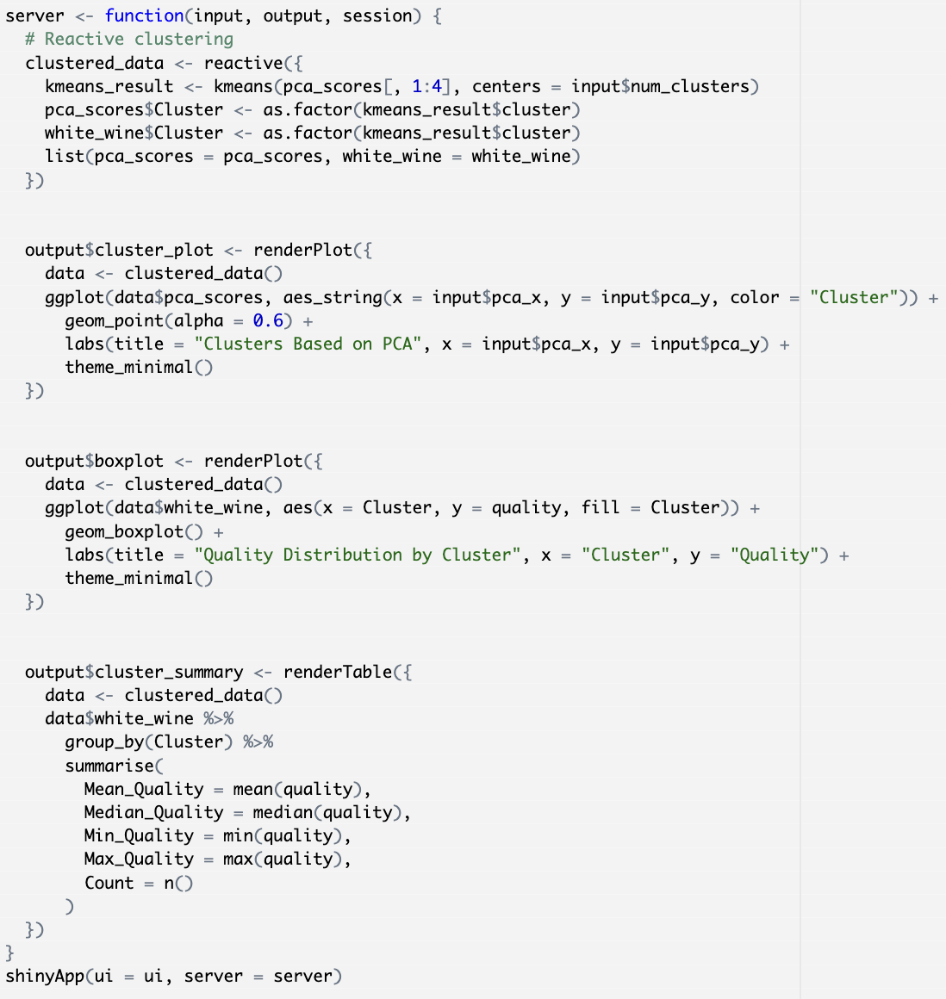 server <- function(input, output, session) {
  # Reactive clustering
  clustered_data <- reactive({
    kmeans_result <- kmeans(pca_scores[, 1:4], centers = input$num_clusters)
    pca_scores$Cluster <- as.factor(kmeans_result$cluster)
    white_wine$Cluster <- as.factor(kmeans_result$cluster)
    list(pca_scores = pca_scores, white_wine = white_wine)
  })
  output$cluster_plot <- renderPlot({
    data <- clustered_data()
    ggplot(data$pca_scores, aes_string(x = input$pca_x, y = input$pca_y, color = "Cluster")) +
      geom_point(alpha = 0.6) +
      labs(title = "Clusters Based on PCA", x = input$pca_x, y = input$pca_y) +
      theme_minimal()
  })
  output$boxplot <- renderPlot({
    data <- clustered_data()
    ggplot(data$white_wine, aes(x = Cluster, y = quality, fill = Cluster)) +
      geom_boxplot() +
      labs(title = "Quality Distribution by Cluster", x = "Cluster", y = "Quality") +
      theme_minimal()
  })
  output$cluster_summary <- renderTable({
    data <- clustered_data()
    data$white_wine %>%
      group_by(Cluster) %>%
      summarise(
        Mean_Quality = mean(quality),
        Median_Quality = median(quality),
        Min_Quality = min(quality),
        Max_Quality = max(quality),
        Count = n()
      )
  })
}
shinyApp(ui = ui, server = server)